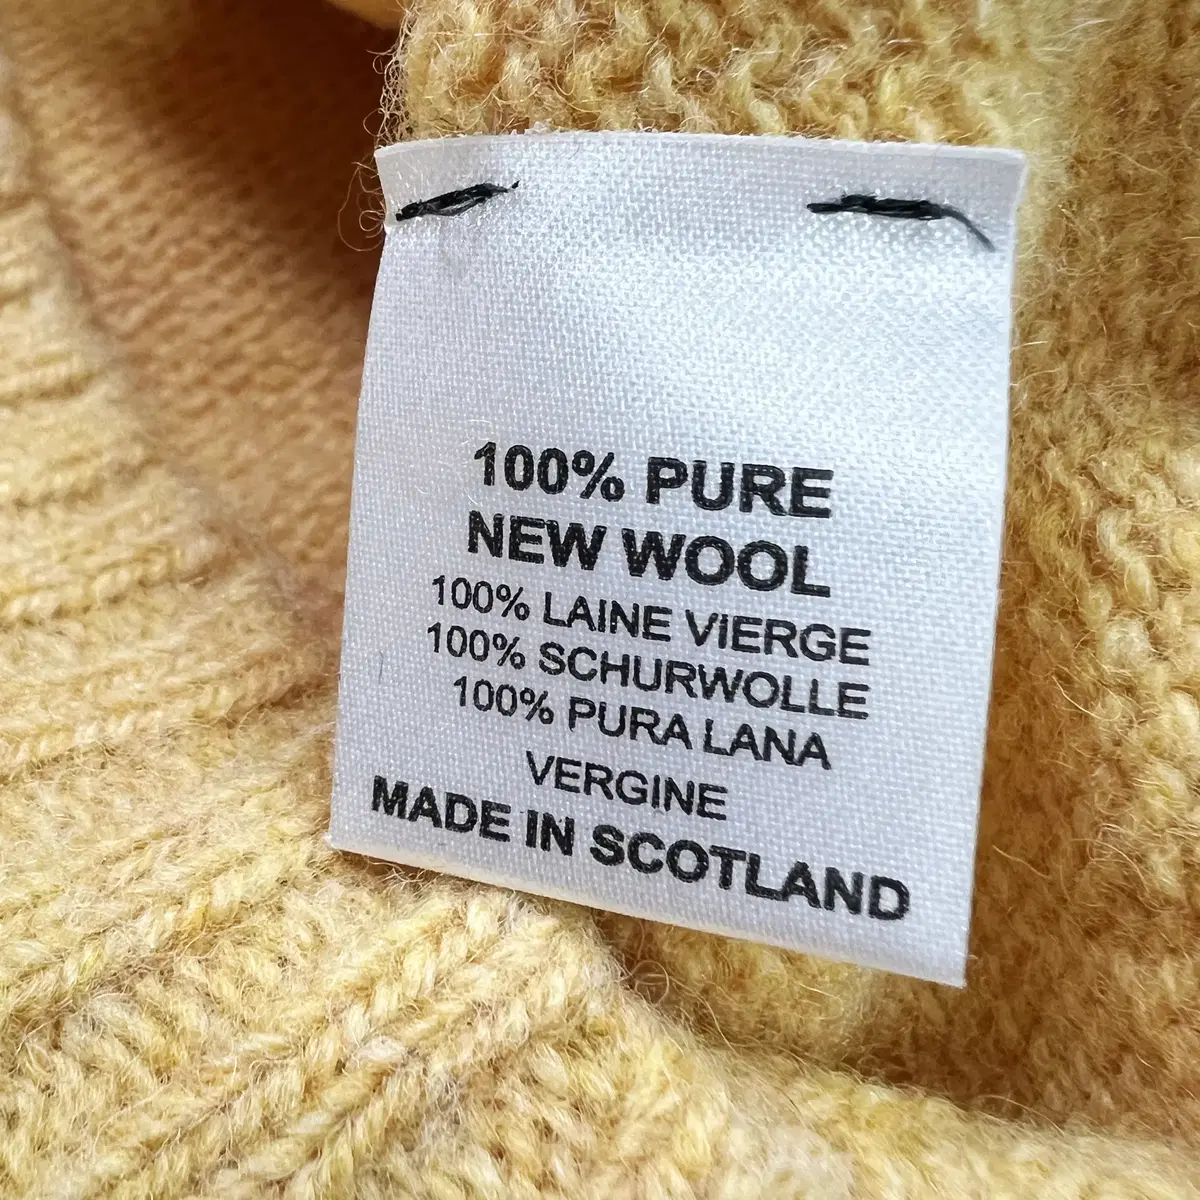 100% PURE
NEW WOOL
100% LAINE VIERGE
100% SCHURWOLLE
100% PURA LANA
VERGINE
MADE IN SCOTLAND